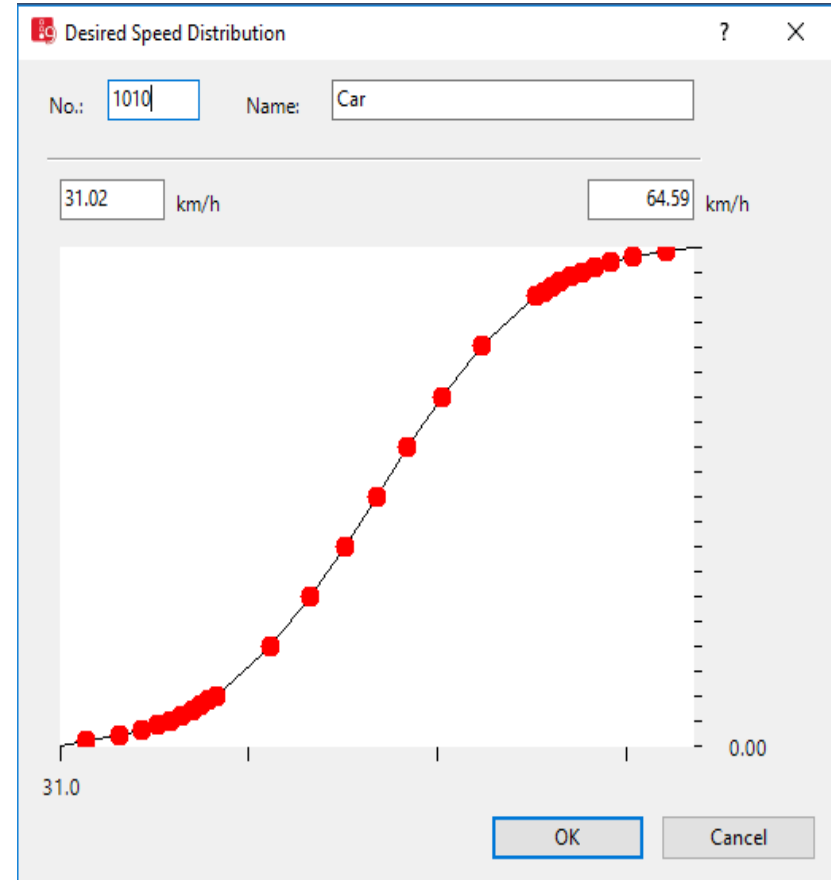 Desired Speed Distribution
No.: 1010 Name: Car
31.02 km/h 64.59 km/h
0.00
31.0
OK Cancel